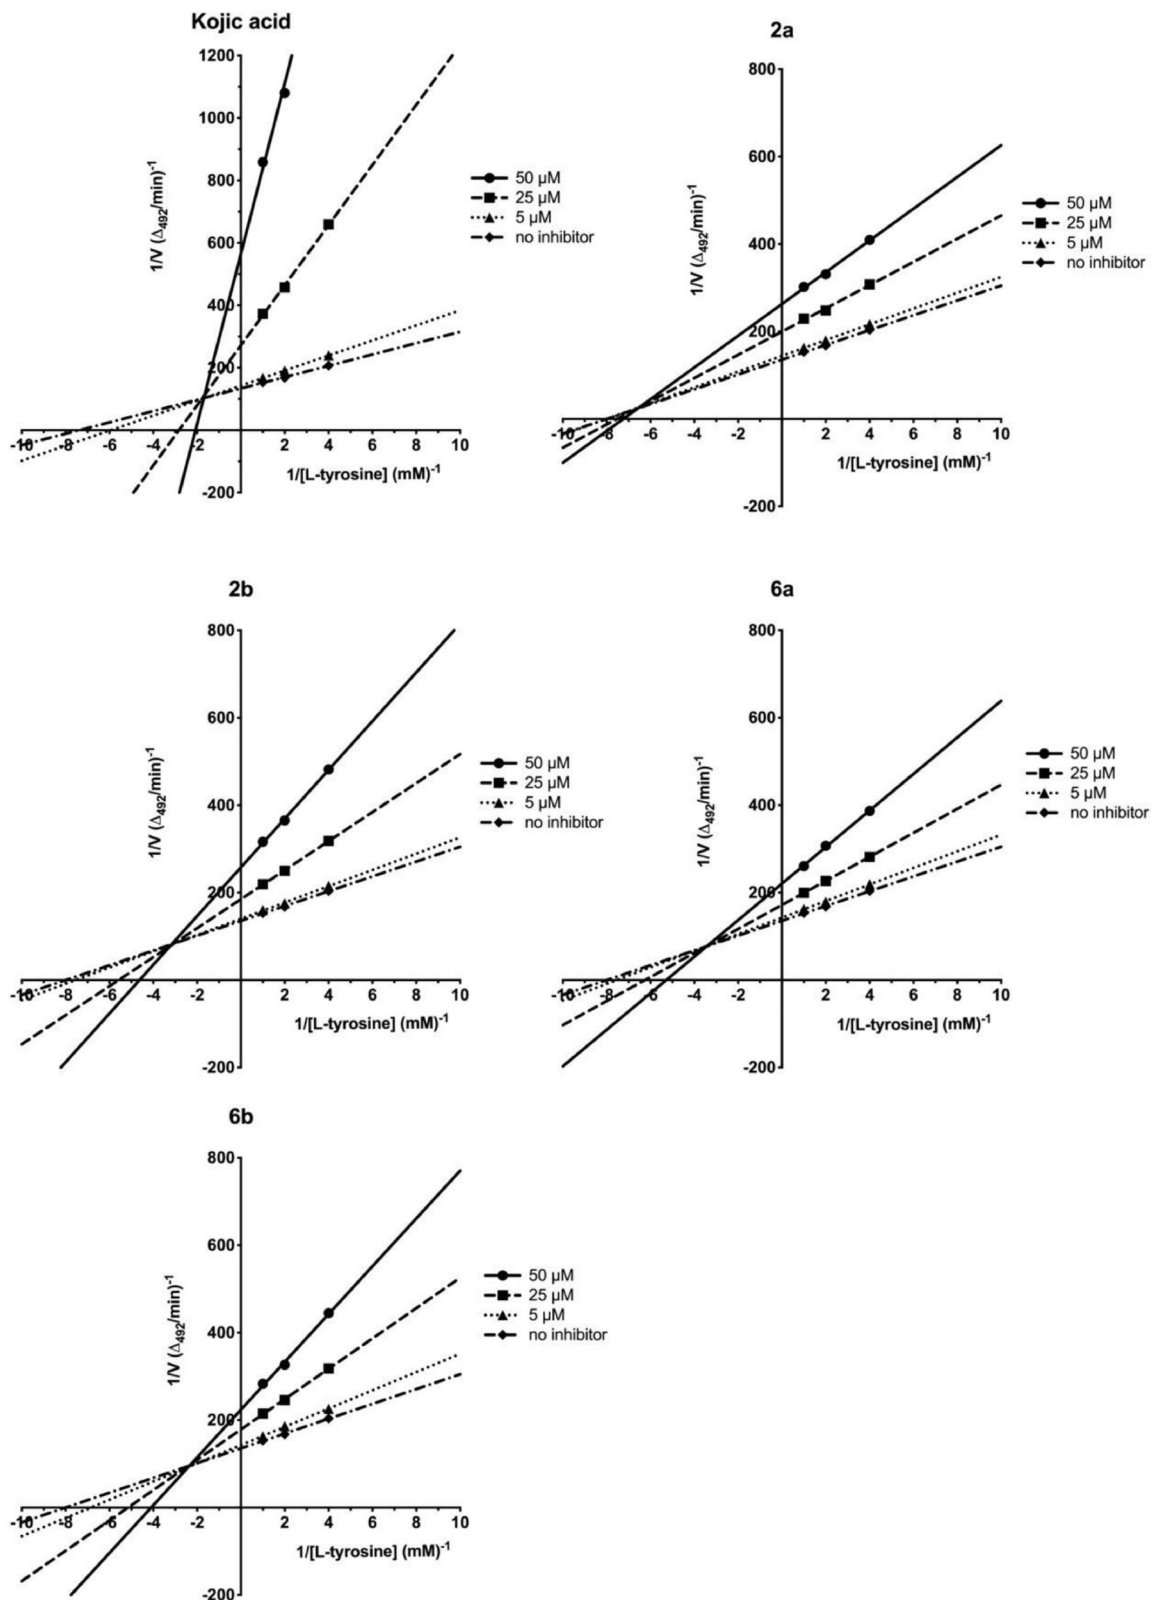 Kojic acid
1200
1000
800
600
400
200
-200
-10 -8 -6 -4 -2 0 2 4 6 8 10
1/V (Δ492/min)-1
1/[L-tyrosine] (mM)-1
50 µM
25 µM
5 µM
no inhibitor
2a
800
600
400
200
-200
-10 -8 -6 -4 -2 0 2 4 6 8 10
1/V (Δ492/min)-1
1/[L-tyrosine] (mM)-1
50 µM
25 µM
5 µM
no inhibitor
2b
800
600
400
200
-200
-10 -8 -6 -4 -2 0 2 4 6 8 10
1/V (Δ492/min)-1
1/[L-tyrosine] (mM)-1
50 µM
25 µM
5 µM
no inhibitor
6a
800
600
400
200
-200
-10 -8 -6 -4 -2 0 2 4 6 8 10
1/V (Δ492/min)-1
1/[L-tyrosine] (mM)-1
50 µM
25 µM
5 µM
no inhibitor
6b
800
600
400
200
-200
-10 -8 -6 -4 -2 0 2 4 6 8 10
1/V (Δ492/min)-1
1/[L-tyrosine] (mM)-1
50 µM
25 µM
5 µM
no inhibitor